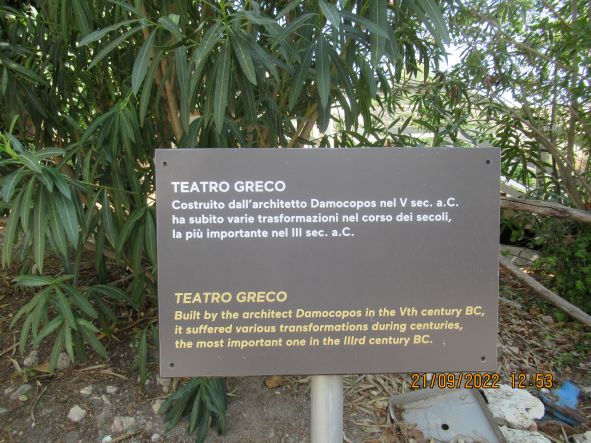 TEATRO GRECO
Costruito dall'architetto Damocopos nel V sec. a.C.
ha subito varie trasformazioni nel corso dei secoli,
la più importante nel III sec. a.C.
TEATRO GRECO
Built by the architect Damocopos in the Vth century BC,
it suffered various transformations during centuries,
the most important one in the IIIrd century BC.
21/09/2022 12:53